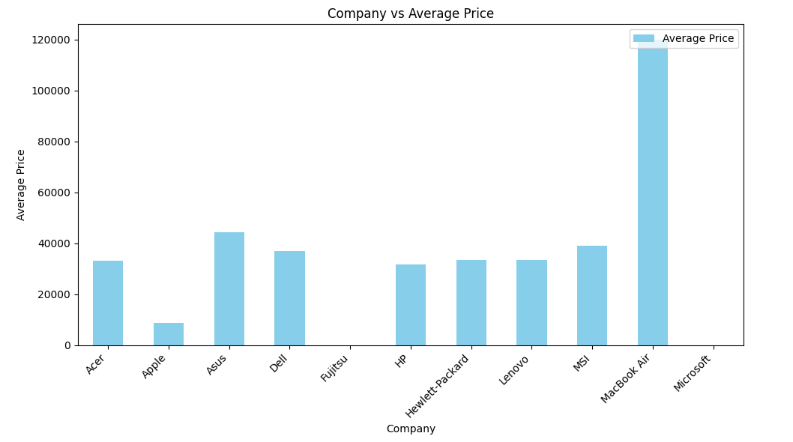 Company vs Average Price
Average Price
120000
100000
80000
60000
40000
20000
0
Average Price
Acer
Apple
Asus
Dell
Fujitsu
HP
Hewlett-Packard
Lenovo
MSI
MacBook Air
Microsoft
Company